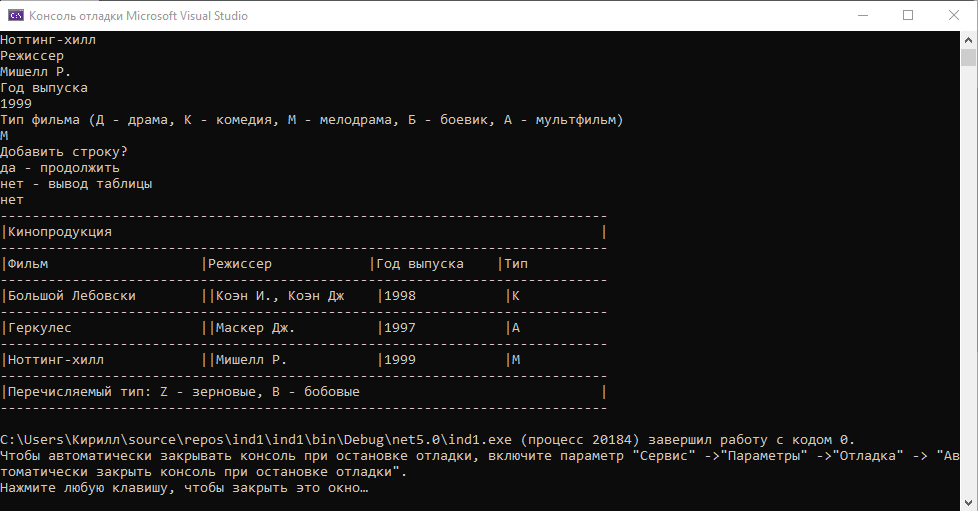 Консоль отладки Microsoft Visual Studio
Ноттинг-хилл
Режиссер
Мишелл Р.
Год выпуска
1999
Тип фильма (Д - драма, К - комедия, М - мелодрама, Б - боевик, А - мультфильм)
М
Добавить строку?
да - продолжить
нет - вывод таблицы
нет
----------------------------------------------------------------------------
|Кинопродукция                                                             |
----------------------------------------------------------------------------
|Фильм                   |Режиссер            |Год выпуска    |Тип
----------------------------------------------------------------------------
|Большой Лебовски        ||Коэн И., Коэн Дж    |1998           |К
----------------------------------------------------------------------------
|Геркулес                ||Маскер Дж.          |1997           |А
----------------------------------------------------------------------------
|Ноттинг-хилл            ||Мишелл Р.           |1999           |М
----------------------------------------------------------------------------
|Перечисляемый тип: Z - зерновые, B - бобовые                              |
----------------------------------------------------------------------------
C:\Users\Кирилл\source\repos\ind1\ind1\bin\Debug\net5.0\ind1.exe (процесс 20184) завершил работу с кодом 0.
Чтобы автоматически закрывать консоль при остановке отладки, включите параметр "Сервис" ->"Параметры" ->"Отладка" -> "Ав
томатически закрыть консоль при остановке отладки".
Нажмите любую клавишу, чтобы закрыть это окно…